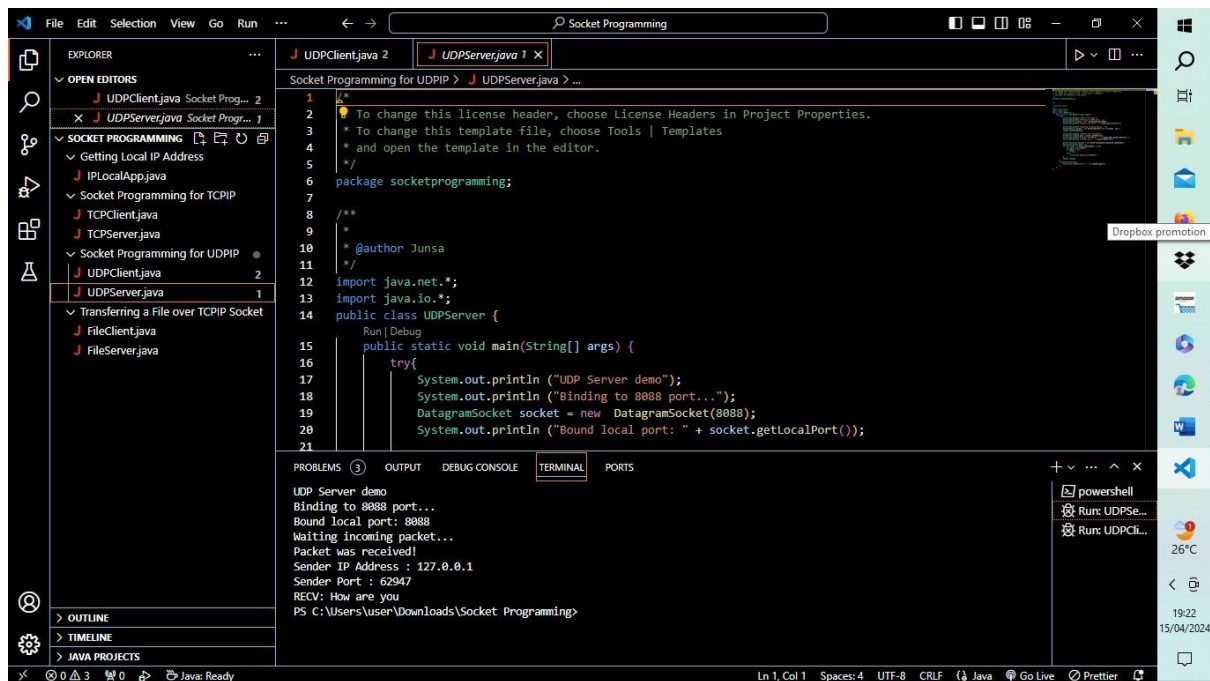 File Edit Selection View Go Run ... Socket Programming
EXPLORER ...
OPEN EDITORS
J UDPClient.java Socket Prog... 2
J UDPServer.java Socket Progr... 1
SOCKET PROGRAMMING
Getting Local IP Address
J IPLocalApp.java
Socket Programming for TCPIP
J TCPClient.java
J TCPServer.java
Socket Programming for UDPIP
J UDPClient.java 2
J UDPServer.java 1
Transferring a File over TCPIP Socket
J FileClient.java
J FileServer.java
OUTLINE
TIMELINE
JAVA PROJECTS
J UDPClient.java 2 J UDPServer.java 1
Socket Programming for UDPIP > J UDPServer.java > ...
1 /*
2 * To change this license header, choose License Headers in Project Properties.
3 * To change this template file, choose Tools | Templates
4 * and open the template in the editor.
5 */
6 package socketprogramming;
7
8 /**
9 *
10 * @author Junsa
11 */
12 import java.net.*;
13 import java.io.*;
14 public class UDPServer {
Run | Debug
15 public static void main(String[] args) {
16 try{
17 System.out.println ("UDP Server demo");
18 System.out.println ("Binding to 8088 port...");
19 DatagramSocket socket = new DatagramSocket(8088);
20 System.out.println ("Bound local port: " + socket.getLocalPort());
21
PROBLEMS 3 OUTPUT DEBUG CONSOLE TERMINAL PORTS
UDP Server demo
Binding to 8088 port...
Bound local port: 8088
Waiting incoming packet...
Packet was received!
Sender IP Address : 127.0.0.1
Sender Port : 62947
RECV: How are you
PS C:\Users\user\Downloads\Socket Programming>
powershell
Run: UDPSe...
Run: UDPCli...
0 3 0 Java: Ready
Ln 1, Col 1 Spaces: 4 UTF-8 CRLF Java Go Live Prettier
Dropbox promotion
amazon
W
1
26°C
19:22
15/04/2024